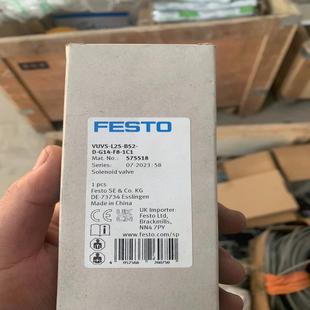 FESTO
VUVS-L25-B52-
D-G14-F8-1C1
Mat. No.: 575518
Series: 07-2023:58
Solenoid valve
1 pcs
Festo SE & Co. KG
DE-73734 Esslingen
Made in China
UK Importer:
Festo Ltd,
Brackmills,
NN4 7PY
www.festo.com/sp